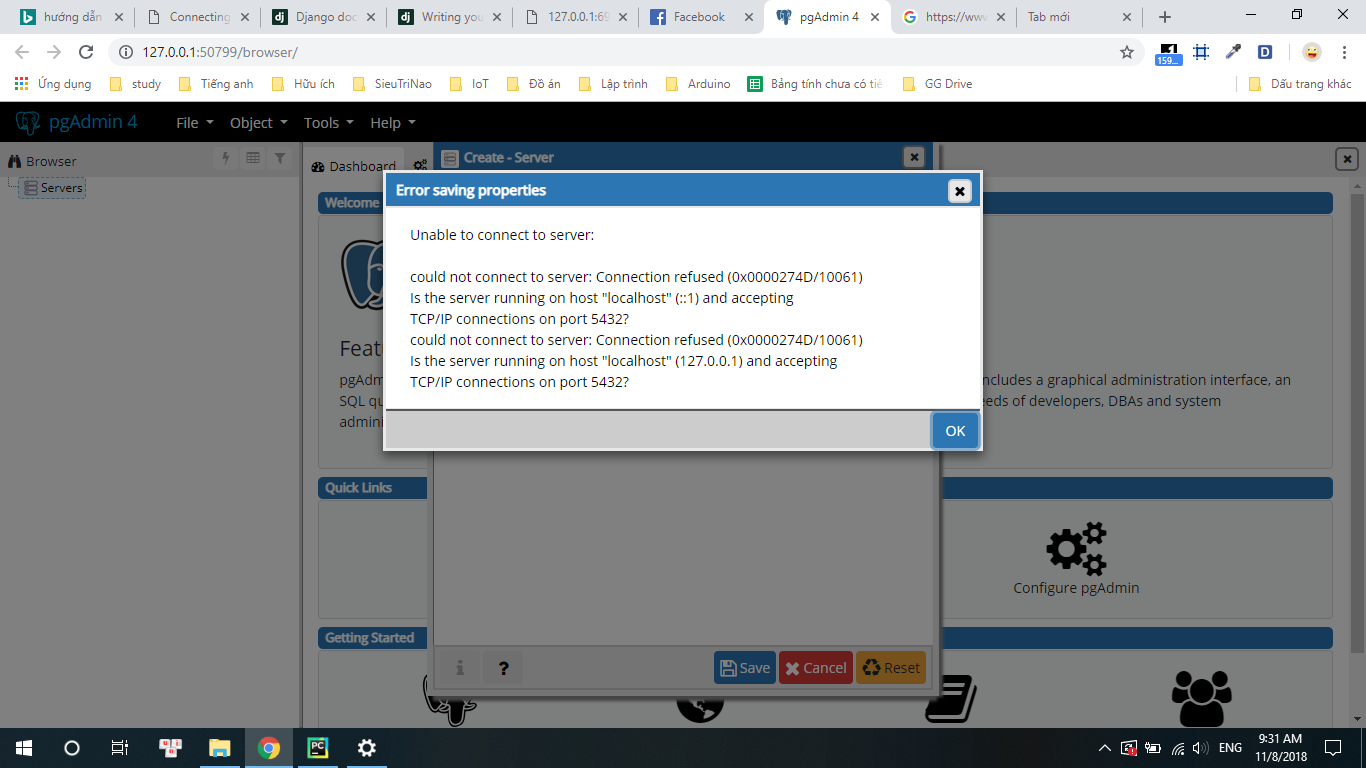 hướng dẫn
Connecting
Django doc
Writing you
127.0.0.1:69
Facebook
pgAdmin 4
https://www
Tab mới
127.0.0.1:50799/browser/
159...
Ứng dụng
study
Tiếng anh
Hữu ích
SieuTriNao
IoT
Đồ án
Lập trình
Arduino
Bảng tính chưa có tiê
GG Drive
Dấu trang khác
pgAdmin 4
File
Object
Tools
Help
Browser
Servers
Dashboard
Create - Server
Welcome
Error saving properties
Unable to connect to server:
could not connect to server: Connection refused (0x0000274D/10061)
Is the server running on host "localhost" (::1) and accepting
TCP/IP connections on port 5432?
could not connect to server: Connection refused (0x0000274D/10061)
Is the server running on host "localhost" (127.0.0.1) and accepting
TCP/IP connections on port 5432?
OK
Feat
pgAdm
ncludes a graphical administration interface, an
SQL qu
eeds of developers, DBAs and system
admini
Quick Links
Configure pgAdmin
Getting Started
Save
Cancel
Reset
ENG
9:31 AM
11/8/2018